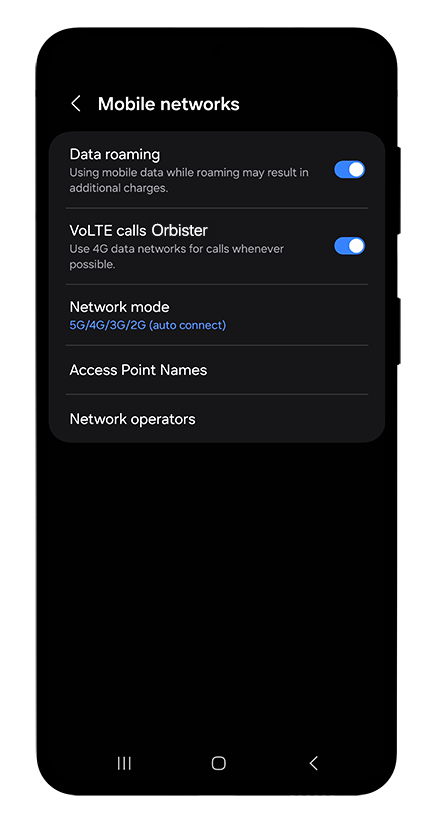 Mobile networks
Data roaming
Using mobile data while roaming may result in
additional charges.
VoLTE calls Orbister
Use 4G data networks for calls whenever
possible.
Network mode
5G/4G/3G/2G (auto connect)
Access Point Names
Network operators